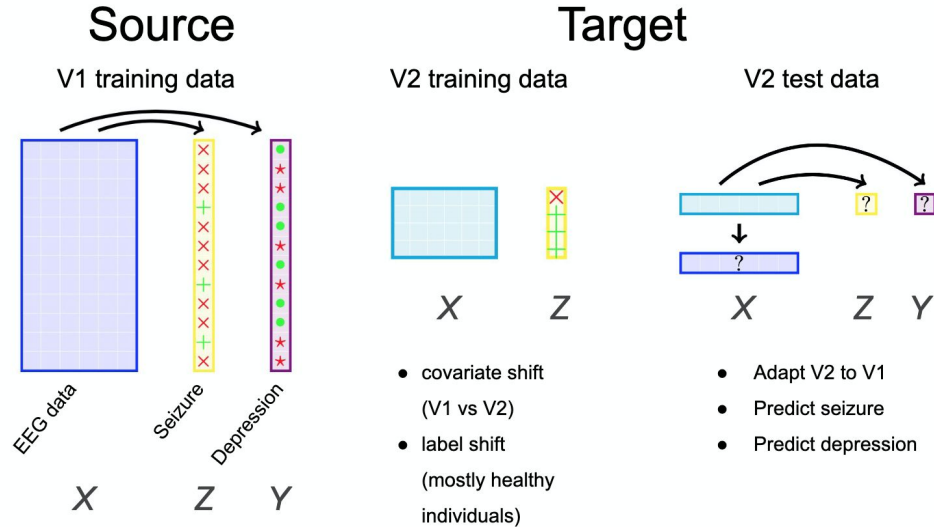 Source
Target
V1 training data
V2 training data
V2 test data
? ?
?
X
Z
X
Z
Y
EEG data
Seizure
Depression
X
Z
Y
● covariate shift
(V1 vs V2)
● label shift
(mostly healthy
individuals)
● Adapt V2 to V1
● Predict seizure
● Predict depression